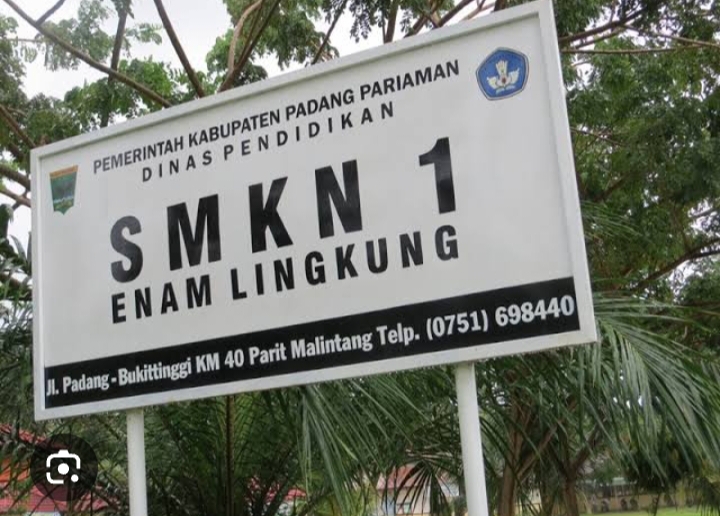 PEMERINTAH KABUPATEN PADANG PARIAMAN
DINAS PENDIDIKAN
SMKN 1
ENAM LINGKUNG
Jl. Padang - Bukittinggi KM 40 Parit Malintang Telp. (0751) 698440